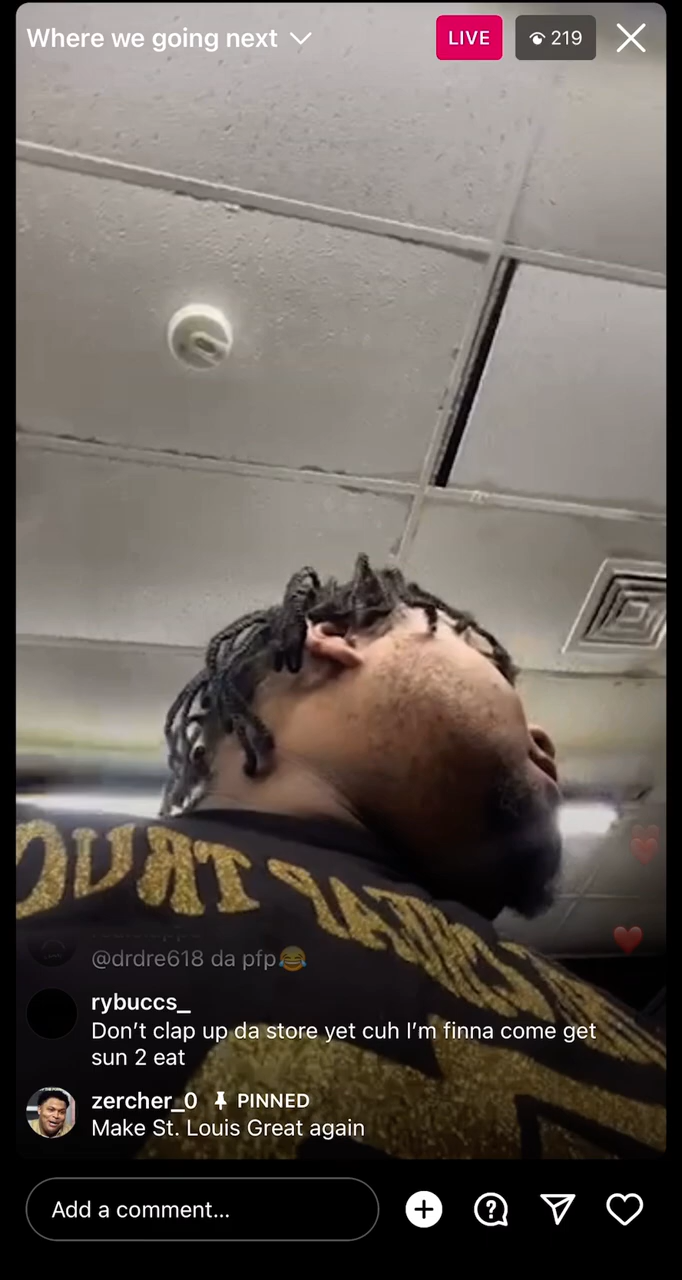 Where we going next
LIVE
219
@drdre618 da pfp😂
rybuccs_
Don’t clap up da store yet cuh I’m finna come get
sun 2 eat
zercher_0 PINNED
Make St. Louis Great again
Add a comment...